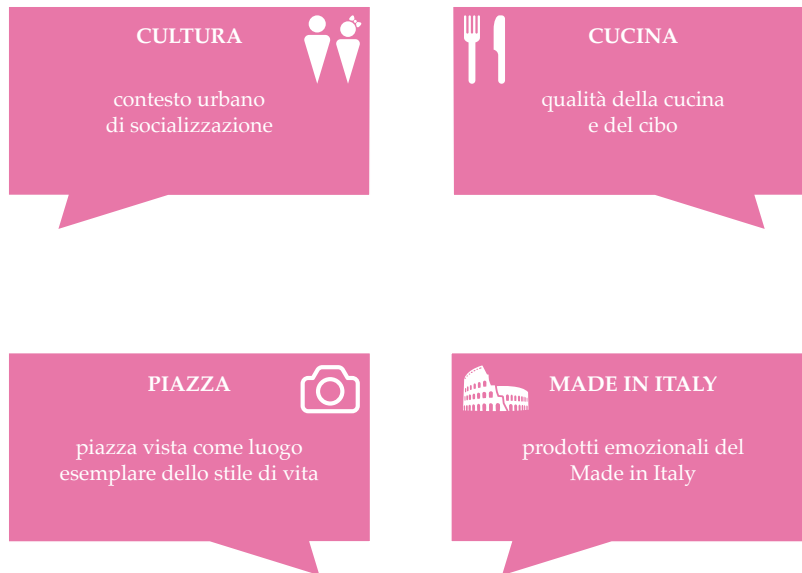 CULTURA
contesto urbano
di socializzazione
CUCINA
qualità della cucina
e del cibo
PIAZZA
piazza vista come luogo
esemplare dello stile di vita
MADE IN ITALY
prodotti emozionali del
Made in Italy